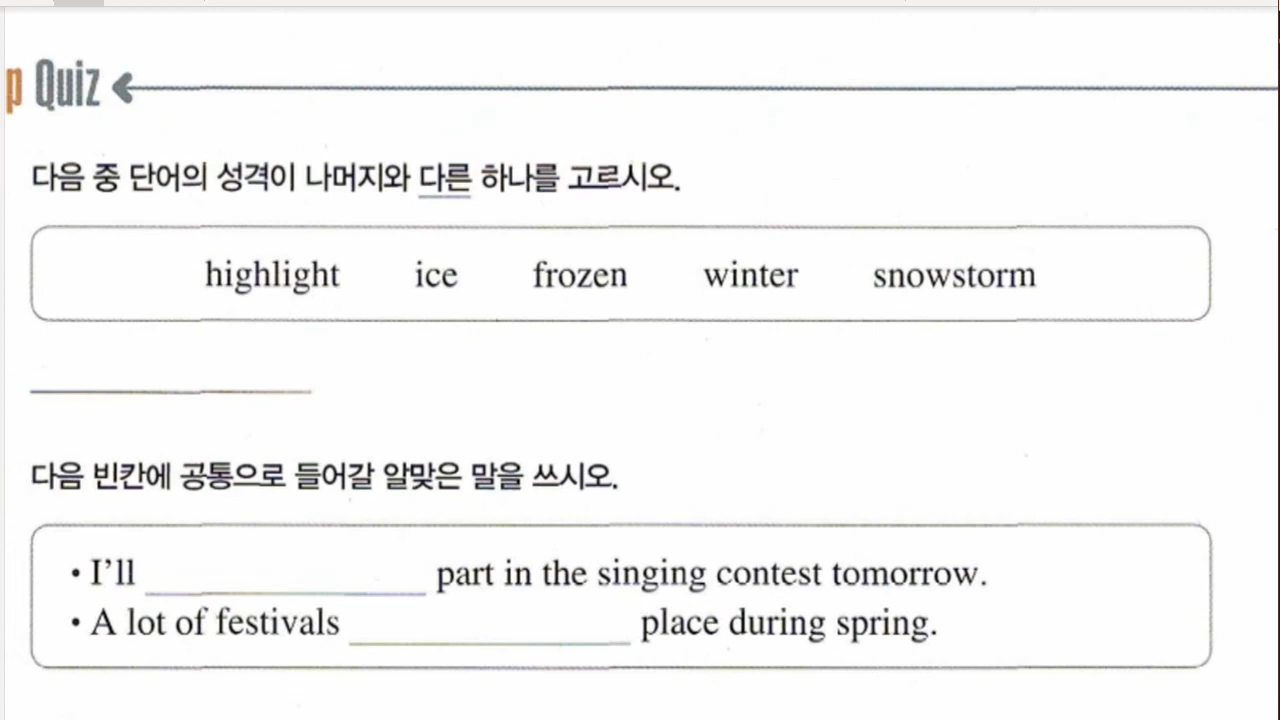 p Quiz
다음 중 단어의 성격이 나머지와 다른 하나를 고르시오.
highlight ice frozen winter snowstorm
다음 빈칸에 공통으로 들어갈 알맞은 말을 쓰시오.
• I’ll ____________ part in the singing contest tomorrow.
• A lot of festivals ____________ place during spring.